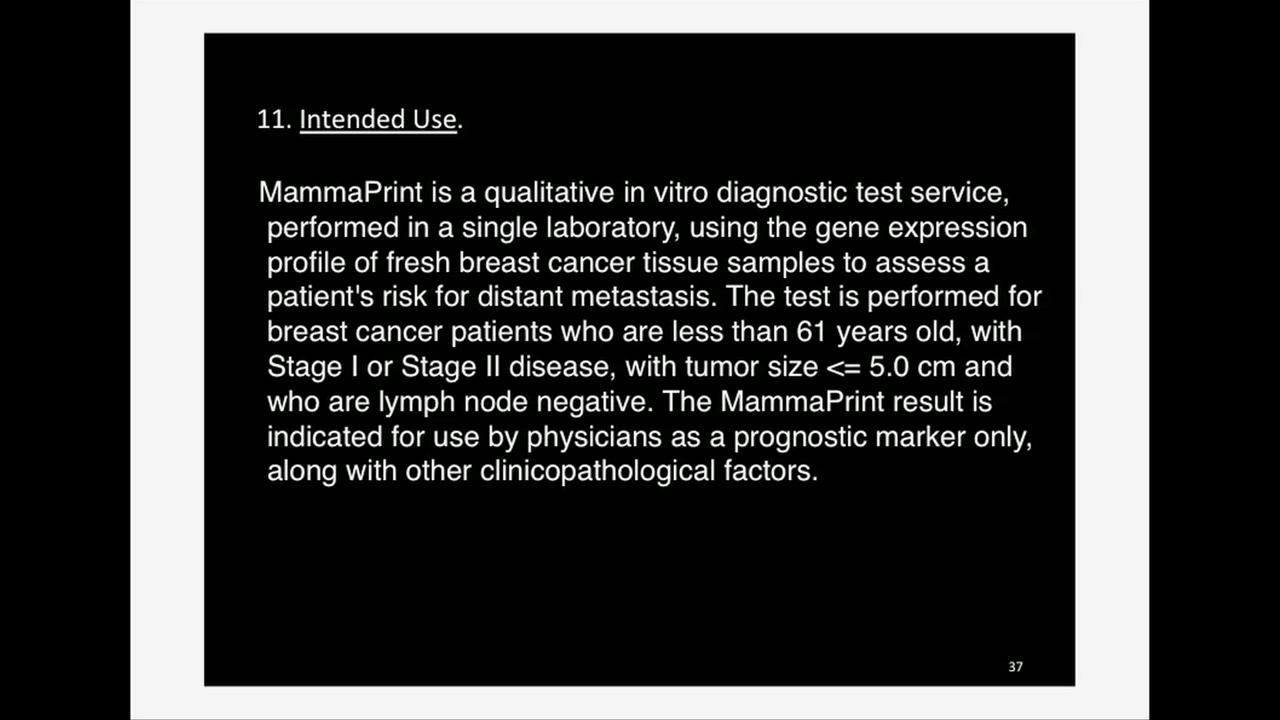 11. Intended Use.
MammaPrint is a qualitative in vitro diagnostic test service,
performed in a single laboratory, using the gene expression
profile of fresh breast cancer tissue samples to assess a
patient's risk for distant metastasis. The test is performed for
breast cancer patients who are less than 61 years old, with
Stage I or Stage II disease, with tumor size <= 5.0 cm and
who are lymph node negative. The MammaPrint result is
indicated for use by physicians as a prognostic marker only,
along with other clinicopathological factors.
37